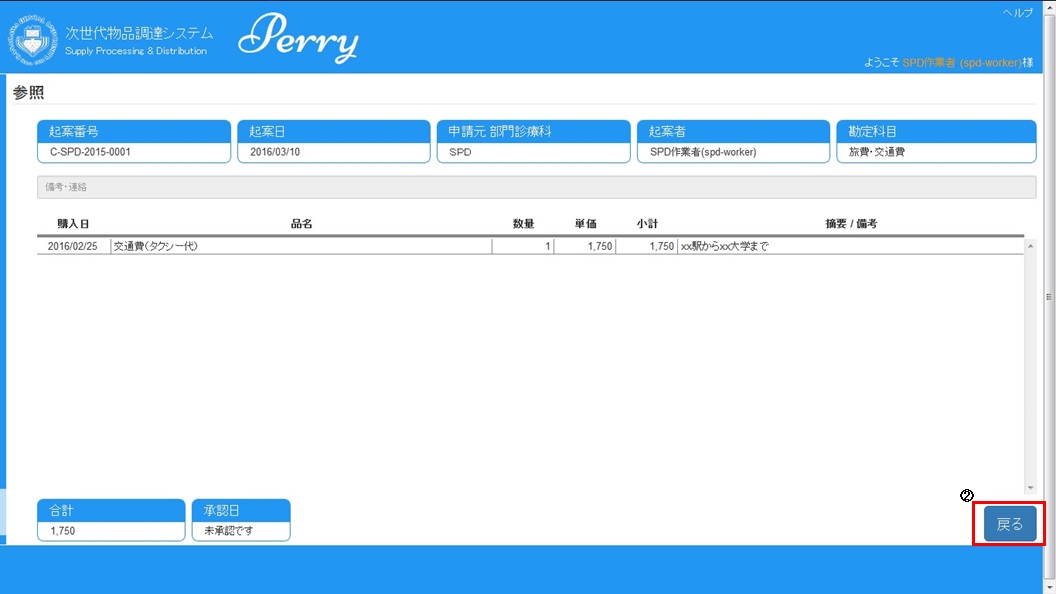 次世代物品調達システム
Supply Processing & Distribution
Perry
ヘルプ
ようこそ SPD作業者 (spd-worker)様
参照
起案番号 起案日 申請元 部門診療科 起案者 勘定科目
C-SPD-2015-0001 2016/03/10 SPD SPD作業者(spd-worker) 旅費・交通費
備考・連絡
購入日 品名 数量 単価 小計 摘要 / 備考
2016/02/25 交通費(タクシー代) 1 1,750 1,750 xx駅からxx大学まで
②
合計 承認日
1,750 未承認です
戻る